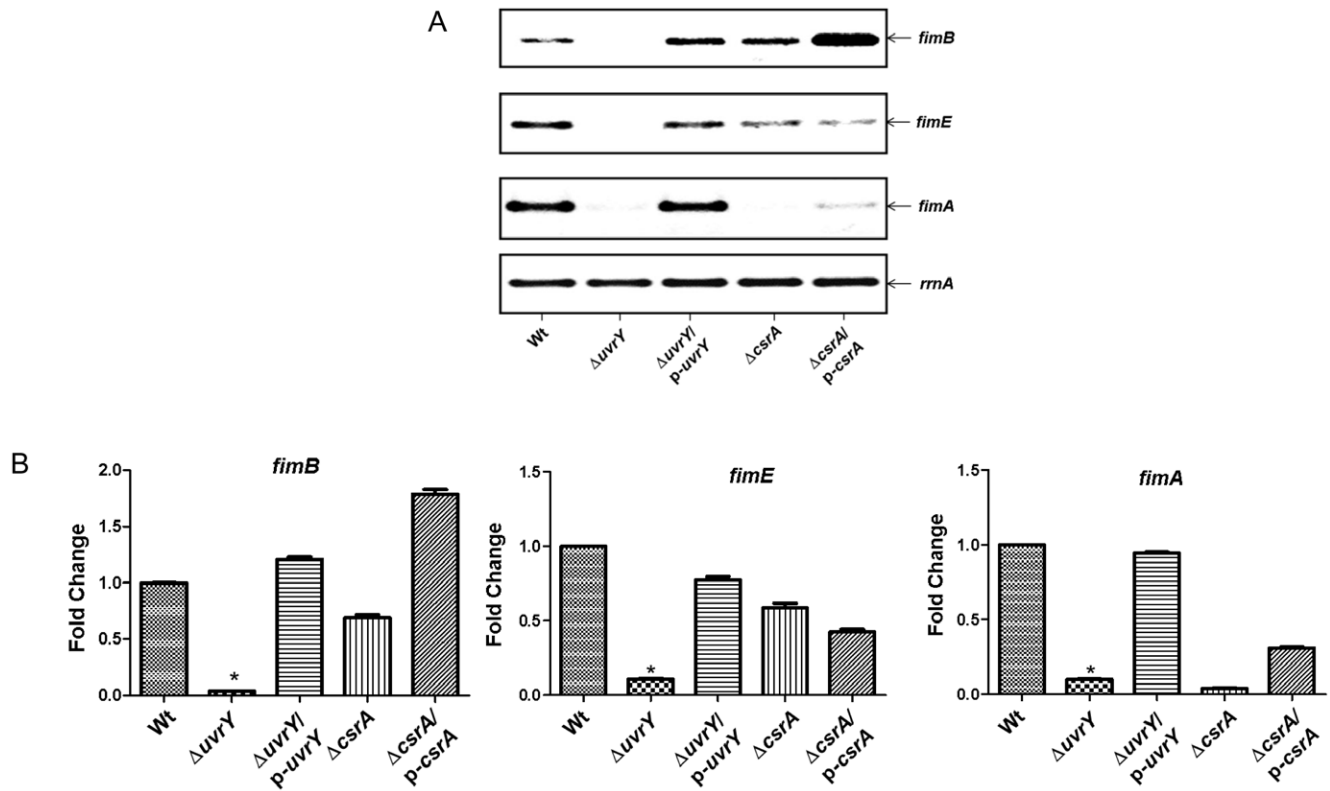 A
fimB
fimE
fimA
rrnA
Wt
ΔuvrY
ΔuvrY/
p-uvrY
ΔcsrA
ΔcsrA/
p-csrA
B
fimB
Fold Change
2.0
1.5
1.0
0.5
0.0
*
Wt
ΔuvrY
ΔuvrY/
p-uvrY
ΔcsrA
ΔcsrA/
p-csrA
fimE
Fold Change
1.5
1.0
0.5
0.0
*
Wt
ΔuvrY
ΔuvrY/
p-uvrY
ΔcsrA
ΔcsrA/
p-csrA
fimA
Fold Change
1.5
1.0
0.5
0.0
*
Wt
ΔuvrY
ΔuvrY/
p-uvrY
ΔcsrA
ΔcsrA/
p-csrA